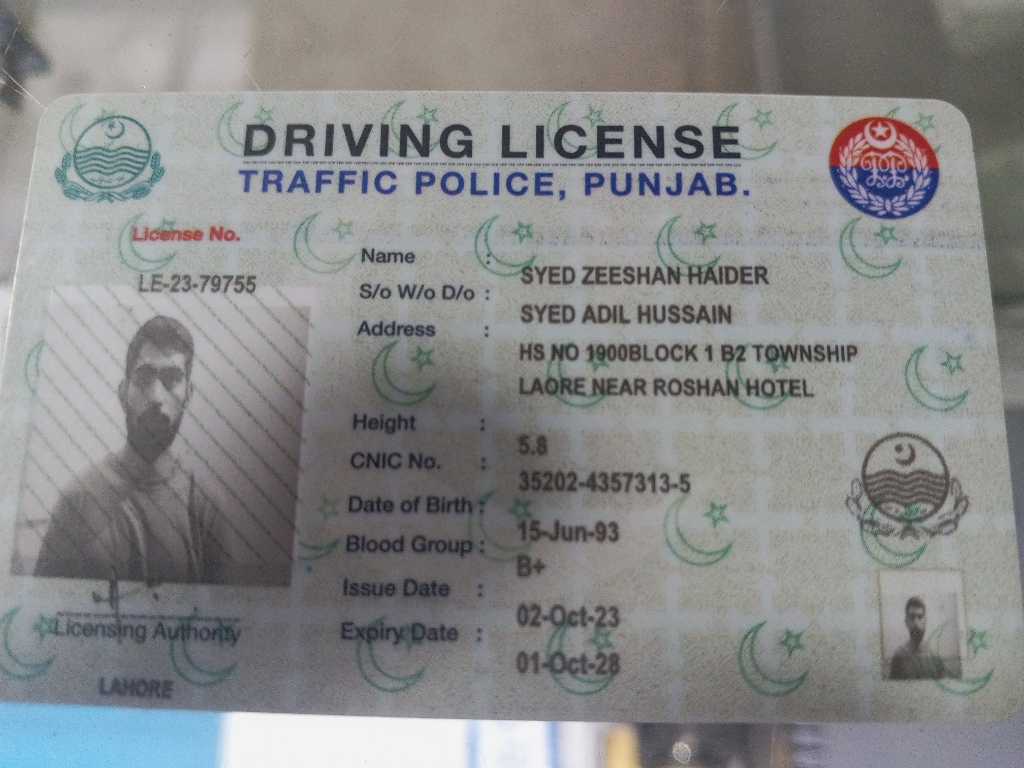 DRIVING LICENSE
TRAFFIC POLICE, PUNJAB.
License No.
LE-23-79755
Name : SYED ZEESHAN HAIDER
S/o W/o D/o : SYED ADIL HUSSAIN
Address : HS NO 1900BLOCK 1 B2 TOWNSHIP
LAORE NEAR ROSHAN HOTEL
Height : 5.8
CNIC No. : 35202-4357313-5
Date of Birth : 15-Jun-93
Blood Group : B+
Issue Date : 02-Oct-23
Expiry Date : 01-Oct-28
Licensing Authority
LAHORE